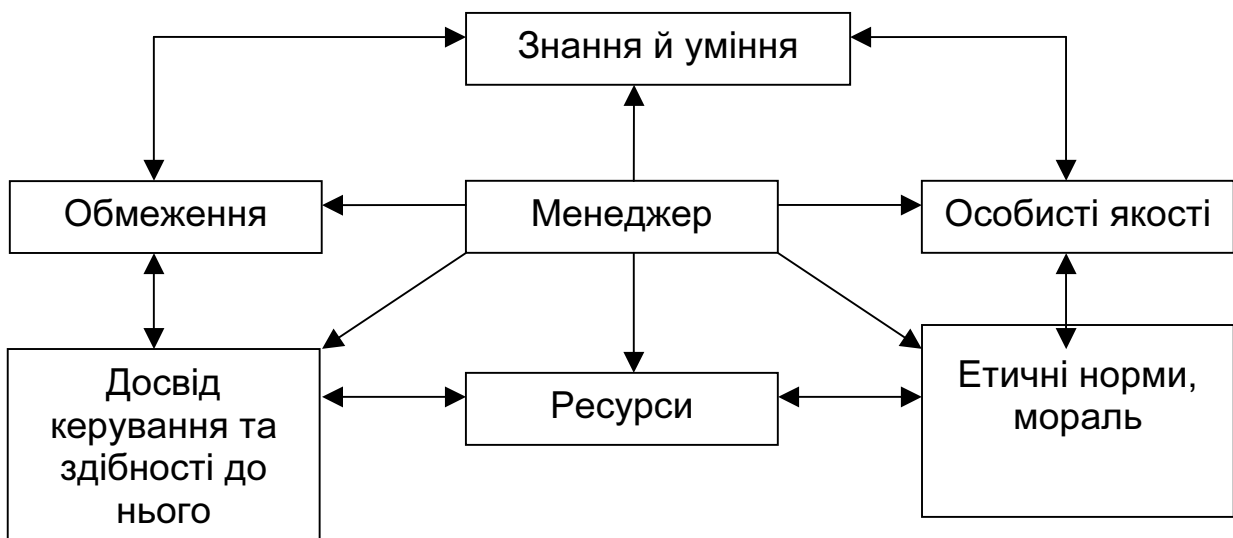 Знання й уміння
Обмеження
Менеджер
Особисті якості
Досвід
керування та
здібності до
нього
Ресурси
Етичні норми,
мораль